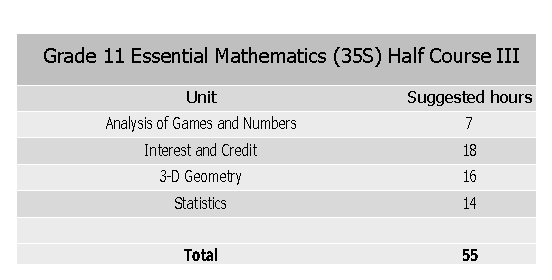 Grade 11 Essential Mathematics (35S) Half Course III
Unit Suggested hours
Analysis of Games and Numbers 7
Interest and Credit 18
3-D Geometry 16
Statistics 14
Total 55